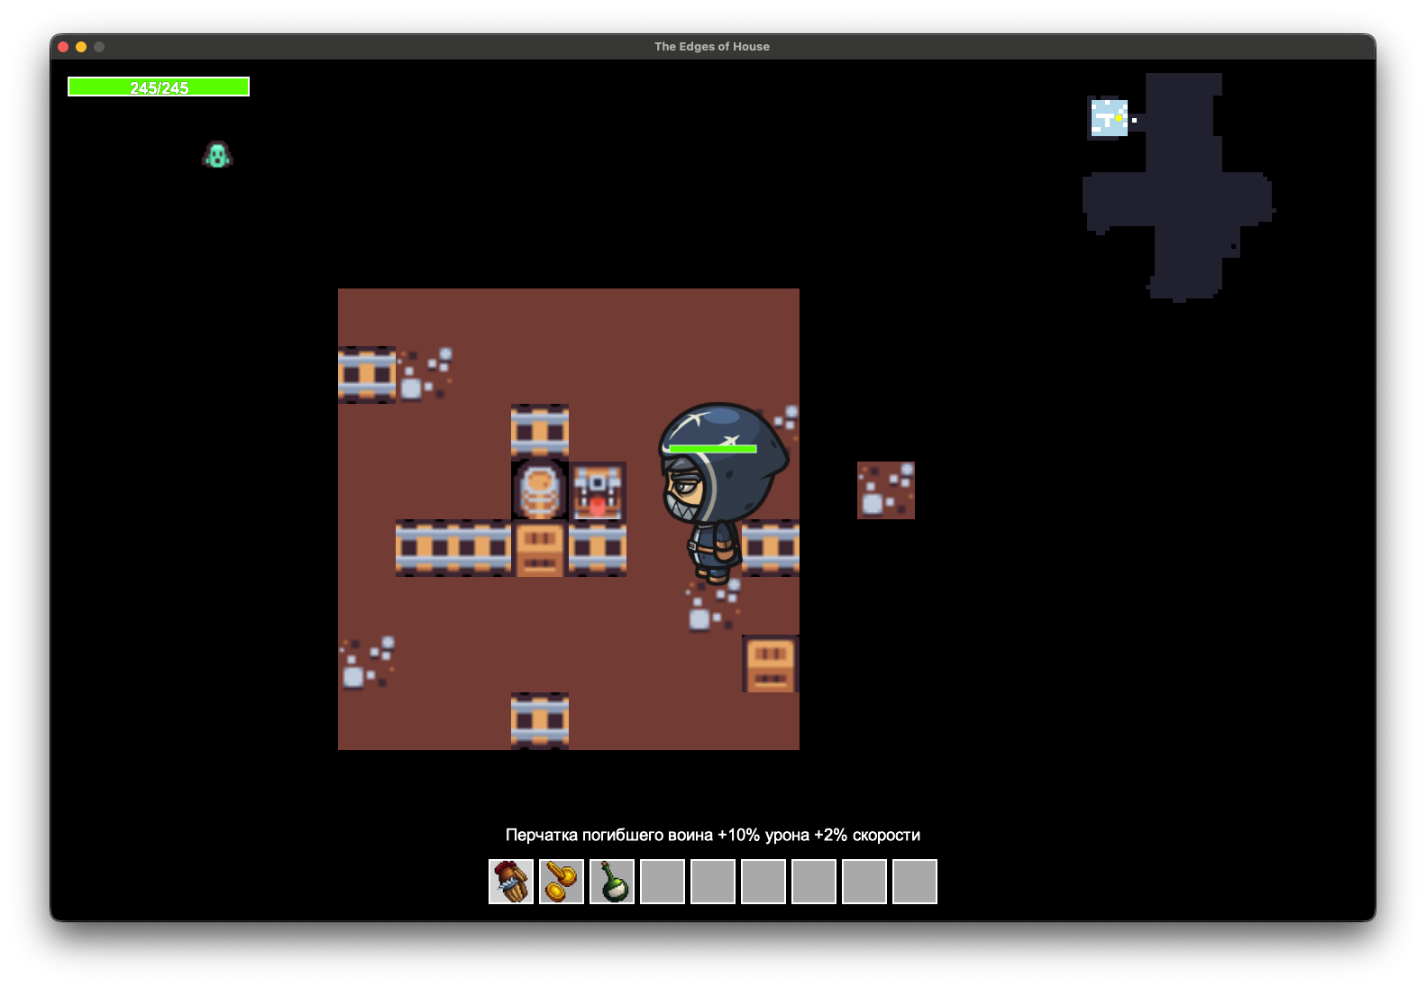 The Edges of House
245/245
Перчатка погибшего воина +10% урона +2% скорости